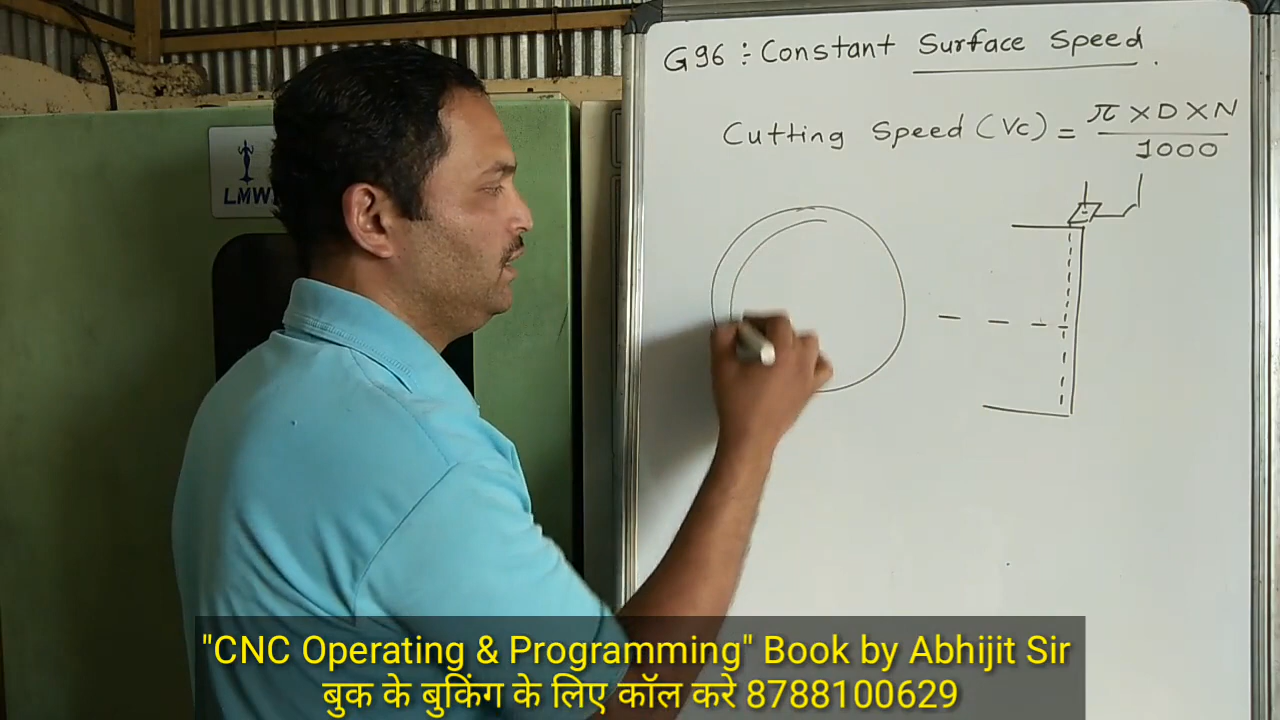 G96 :- Constant Surface Speed.
Cutting Speed (Vc) = π × D × N
1000
LMW
"CNC Operating & Programming" Book by Abhijit Sir
बुक के बुकिंग के लिए कॉल करे 8788100629